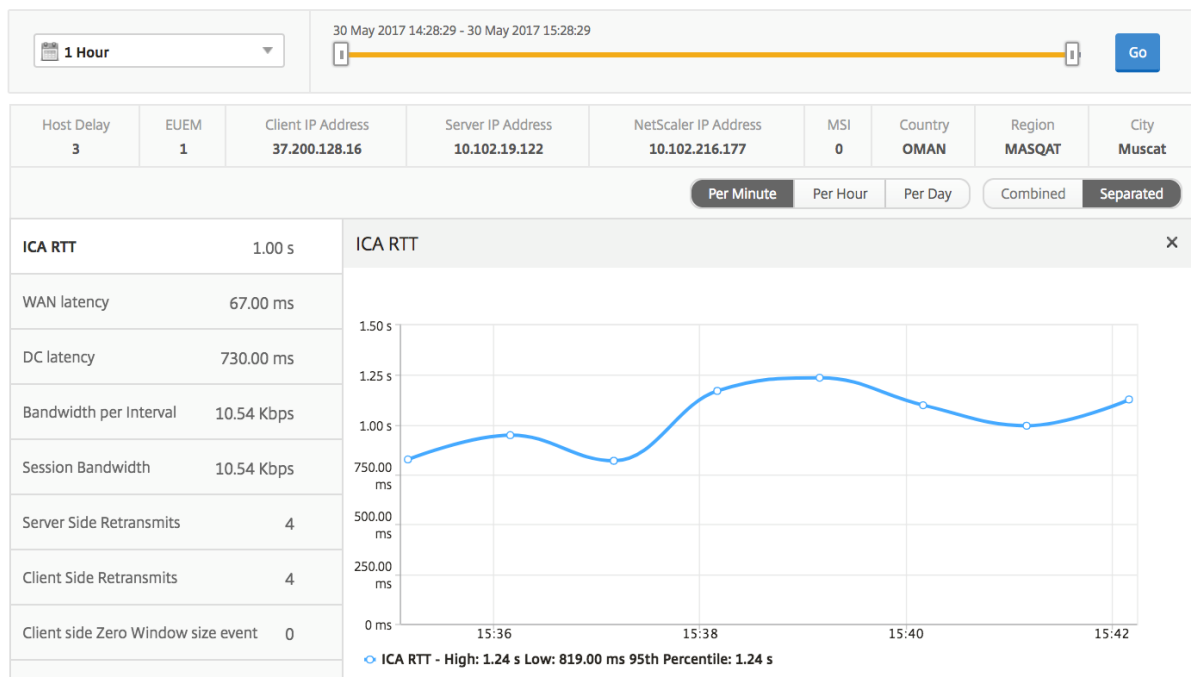 30 May 2017 14:28:29 - 30 May 2017 15:28:29
1 Hour
Go
Host Delay EUEM Client IP Address Server IP Address NetScaler IP Address MSI Country Region City
3 1 37.200.128.16 10.102.19.122 10.102.216.177 0 OMAN MASQAT Muscat
Per Minute Per Hour Per Day Combined Separated
ICA RTT 1.00 s
WAN latency 67.00 ms
DC latency 730.00 ms
Bandwidth per Interval 10.54 Kbps
Session Bandwidth 10.54 Kbps
Server Side Retransmits 4
Client Side Retransmits 4
Client side Zero Window size event 0
ICA RTT ×
1.50 s
1.25 s
1.00 s
750.00
ms
500.00
ms
250.00
ms
0 ms
15:36 15:38 15:40 15:42
ICA RTT - High: 1.24 s Low: 819.00 ms 95th Percentile: 1.24 s